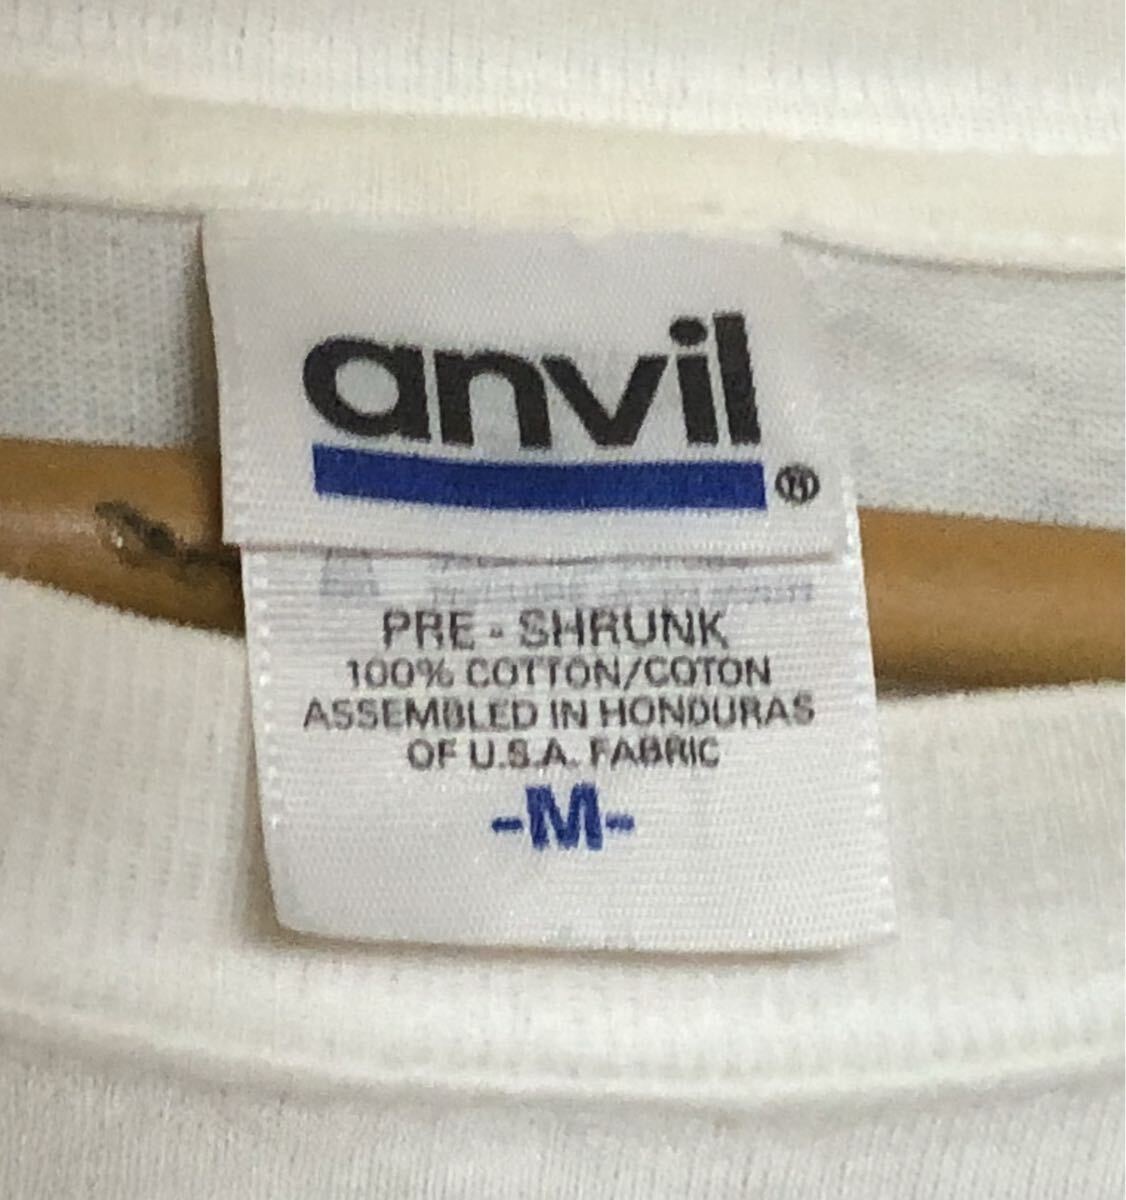 anvil®
PRE-SHRUNK
100% COTTON/COTON
ASSEMBLED IN HONDURAS
OF U.S.A. FABRIC
-M-